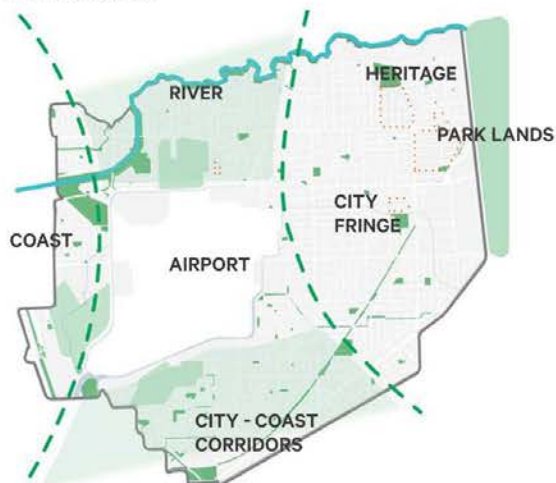 HERITAGE
RIVER
PARK LANDS
CITY
FRINGE
COAST
AIRPORT
CITY - COAST
CORRIDORS